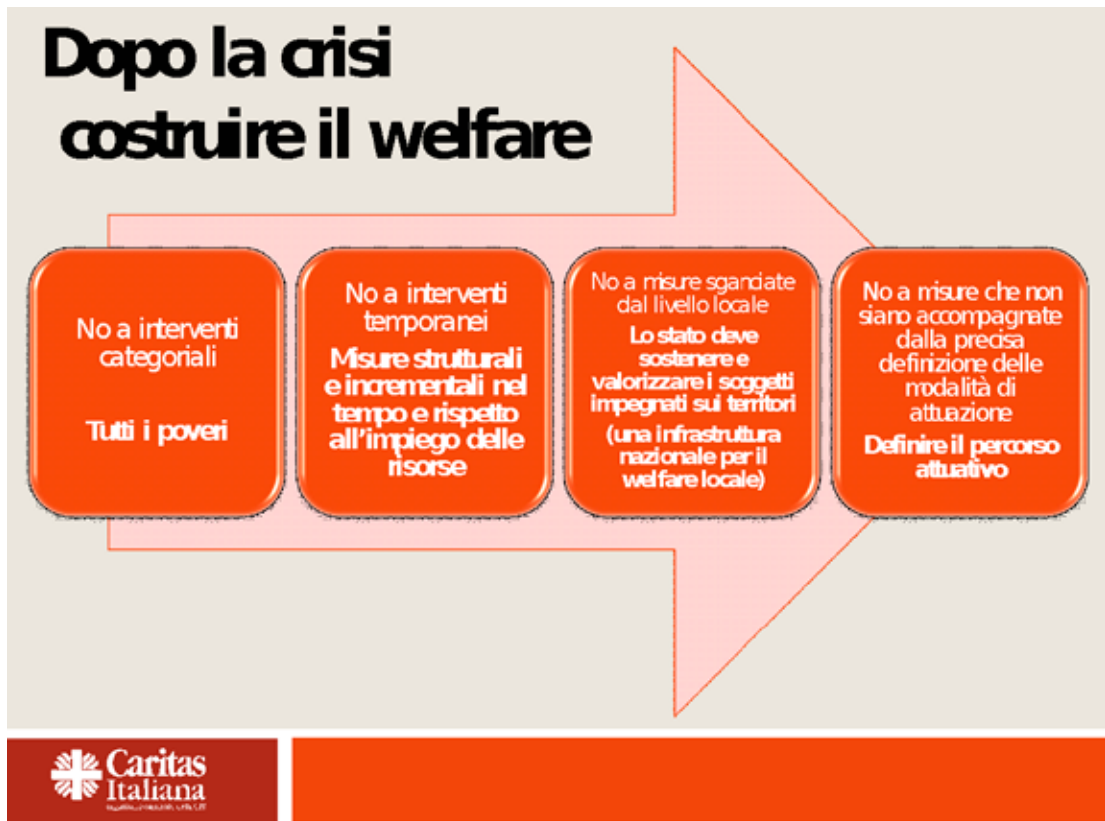 Dopo la crisi
costruire il welfare
No a interventi
categoriali
Tutti i poveri
No a interventi
temporanei
Misure strutturali
e incrementali nel
tempo e rispetto
all'impiego delle
risorse
No a misure sganciate
dal livello locale
Lo stato deve
sostenere e
valorizzare i soggetti
impegnati sui territori
(una infrastruttura
nazionale per il
welfare locale)
No a misure che non
siano accompagnate
dalla precisa
definizione delle
modalità di
attuazione
Definire il percorso
attuativo
Caritas
Italiana